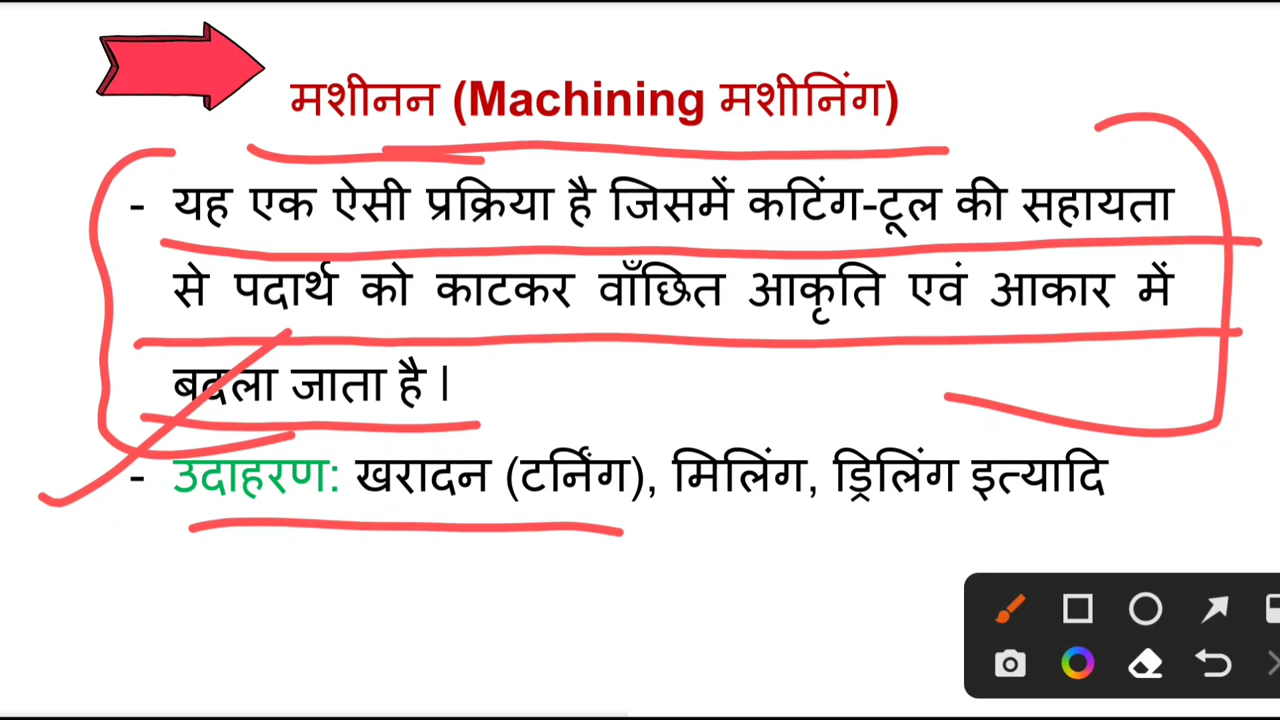 मशीनन (Machining मशीनिंग)
- यह एक ऐसी प्रक्रिया है जिसमें कटिंग-टूल की सहायता
से पदार्थ को काटकर वाँछित आकृति एवं आकार में
बदला जाता है।
- उदाहरण: खरादन (टर्निंग), मिलिंग, ड्रिलिंग इत्यादि